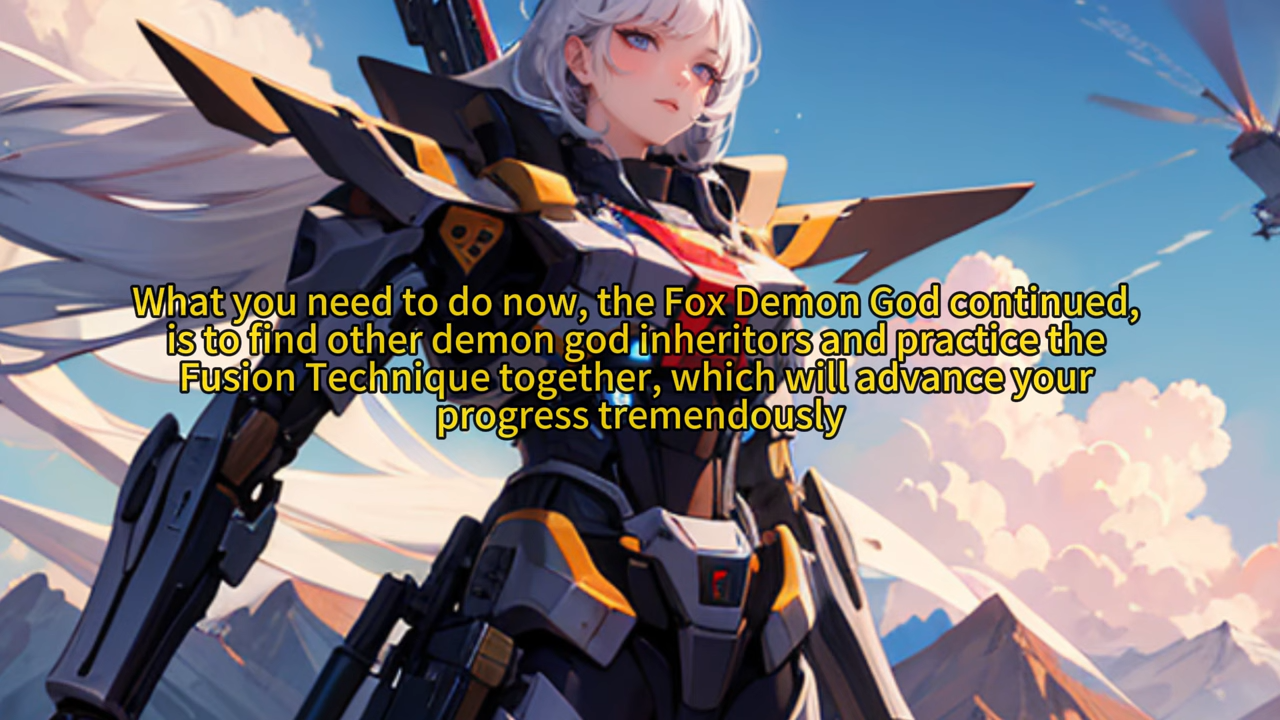 What you need to do now, the Fox Demon God continued,
is to find other demon god inheritors and practice the
Fusion Technique together, which will advance your
progress tremendously